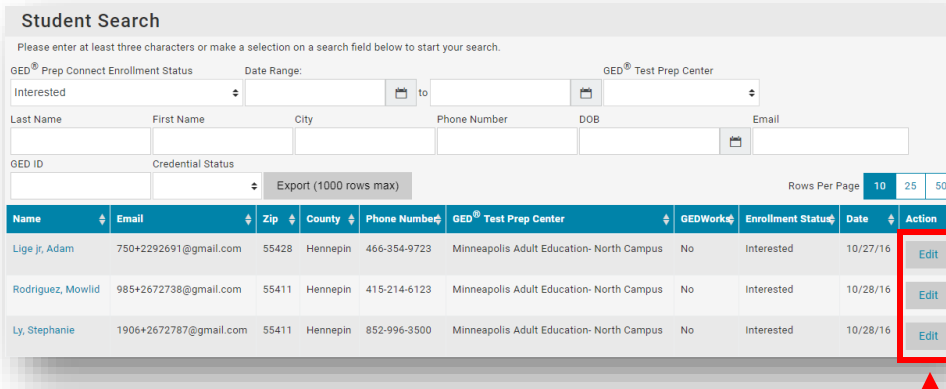 Student Search
Please enter at least three characters or make a selection on a search field below to start your search.
GED® Prep Connect Enrollment Status Date Range: GED® Test Prep Center
Interested to
Last Name First Name City Phone Number DOB Email
GED ID Credential Status
Export (1000 rows max) Rows Per Page 10 25 50
Name Email Zip County Phone Number GED® Test Prep Center GEDWorks Enrollment Status Date Action
Lige jr, Adam 750+2292691@gmail.com 55428 Hennepin 466-354-9723 Minneapolis Adult Education- North Campus No Interested 10/27/16 Edit
Rodriguez, Mowlid 985+2672738@gmail.com 55411 Hennepin 415-214-6123 Minneapolis Adult Education- North Campus No Interested 10/28/16 Edit
Ly, Stephanie 1906+2672787@gmail.com 55411 Hennepin 852-996-3500 Minneapolis Adult Education- North Campus No Interested 10/28/16 Edit